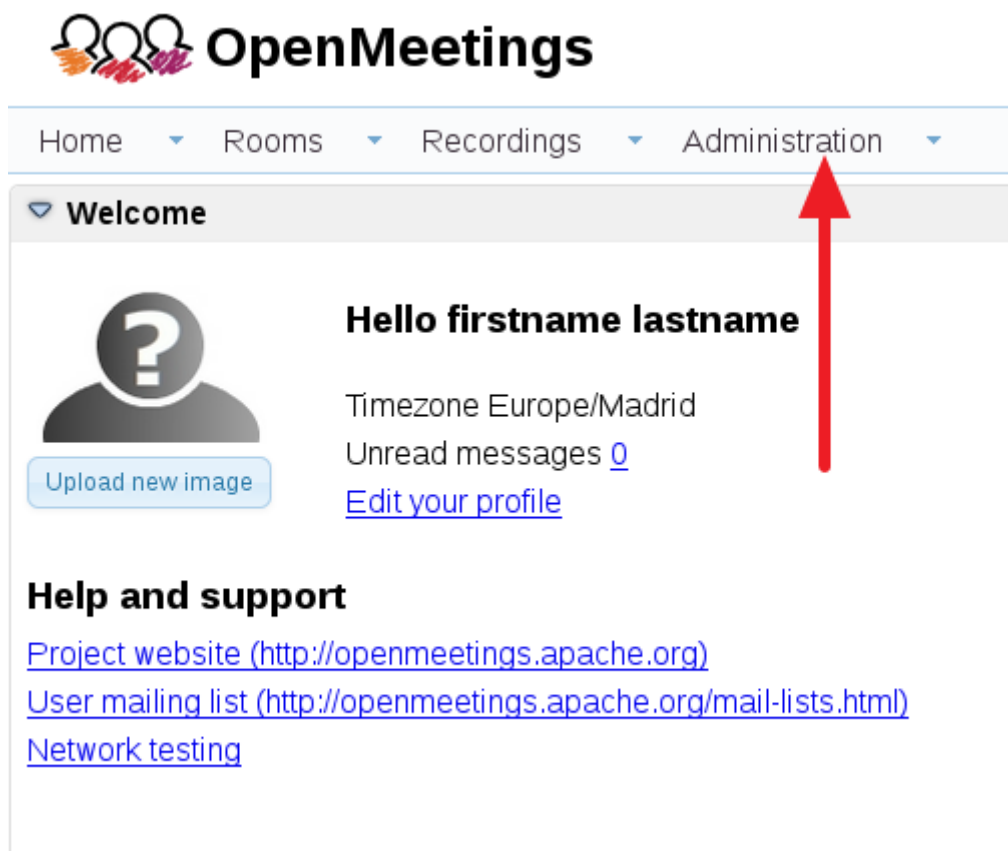 OpenMeetings
Home Rooms Recordings Administration
Welcome
Hello firstname lastname
Timezone Europe/Madrid
Unread messages 0
Edit your profile
Upload new image
Help and support
Project website (http://openmeetings.apache.org)
User mailing list (http://openmeetings.apache.org/mail-lists.html)
Network testing